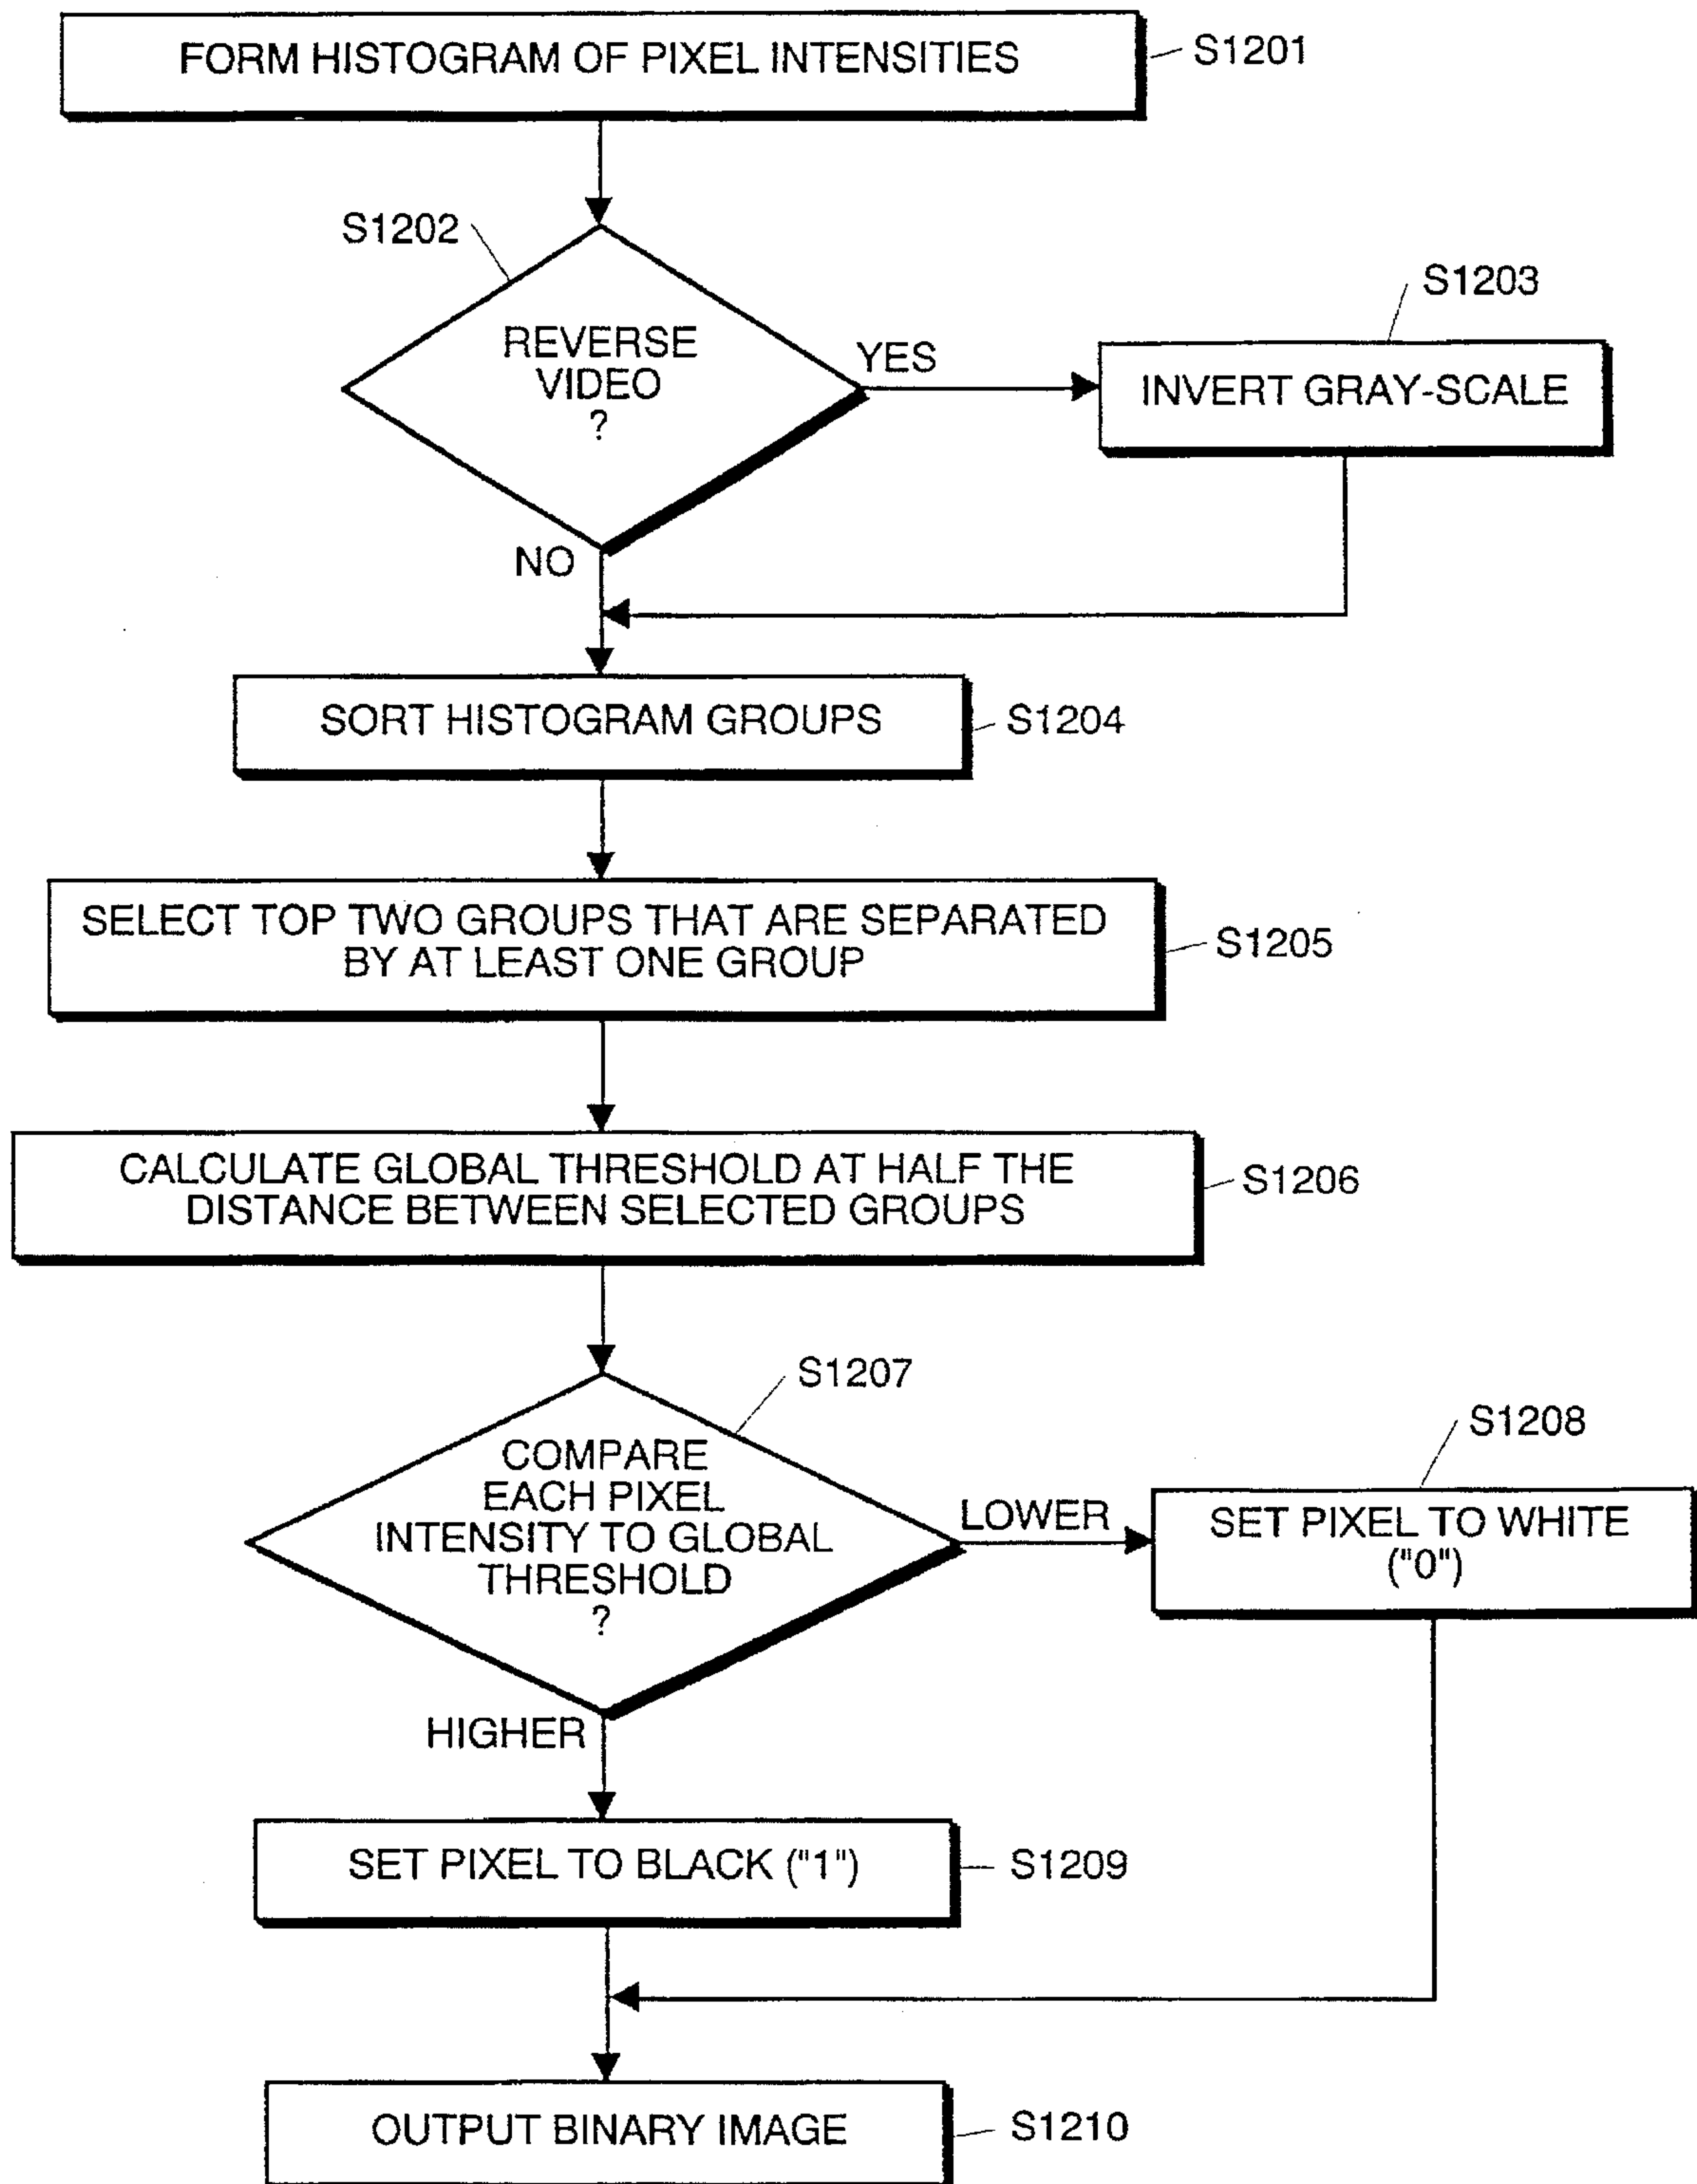 FORM HISTOGRAM OF PIXEL INTENSITIES
S1201
S1202
REVERSE
VIDEO
?
YES
S1203
INVERT GRAY-SCALE
NO
SORT HISTOGRAM GROUPS
S1204
SELECT TOP TWO GROUPS THAT ARE SEPARATED
BY AT LEAST ONE GROUP
S1205
CALCULATE GLOBAL THRESHOLD AT HALF THE
DISTANCE BETWEEN SELECTED GROUPS
S1206
S1207
COMPARE
EACH PIXEL
INTENSITY TO GLOBAL
THRESHOLD
?
LOWER
S1208
SET PIXEL TO WHITE
("0")
HIGHER
SET PIXEL TO BLACK ("1")
S1209
OUTPUT BINARY IMAGE
S1210